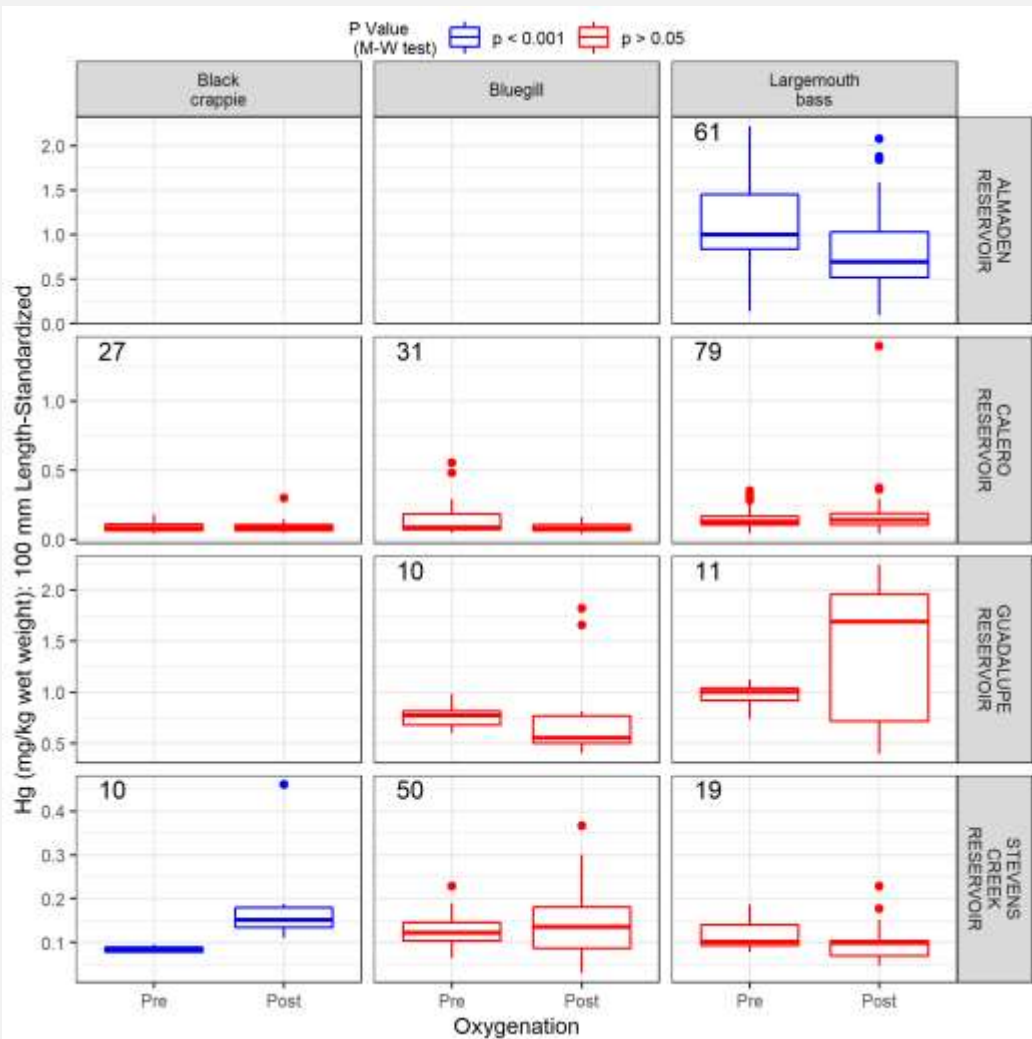 P Value
(M-W test)
p < 0.001
p > 0.05
Black
crappie
Bluegill
Largemouth
bass
Hg (mg/kg wet weight): 100 mm Length-Standardized
2.0
1.5
1.0
0.5
0.0
61
ALMADEN
RESERVOIR
1.0
0.5
0.0
27
31
79
CALERO
RESERVOIR
2.0
1.5
1.0
0.5
10
11
GUADALUPE
RESERVOIR
0.4
0.3
0.2
0.1
10
50
19
STEVENS
CREEK
RESERVOIR
Pre
Post
Pre
Post
Pre
Post
Oxygenation